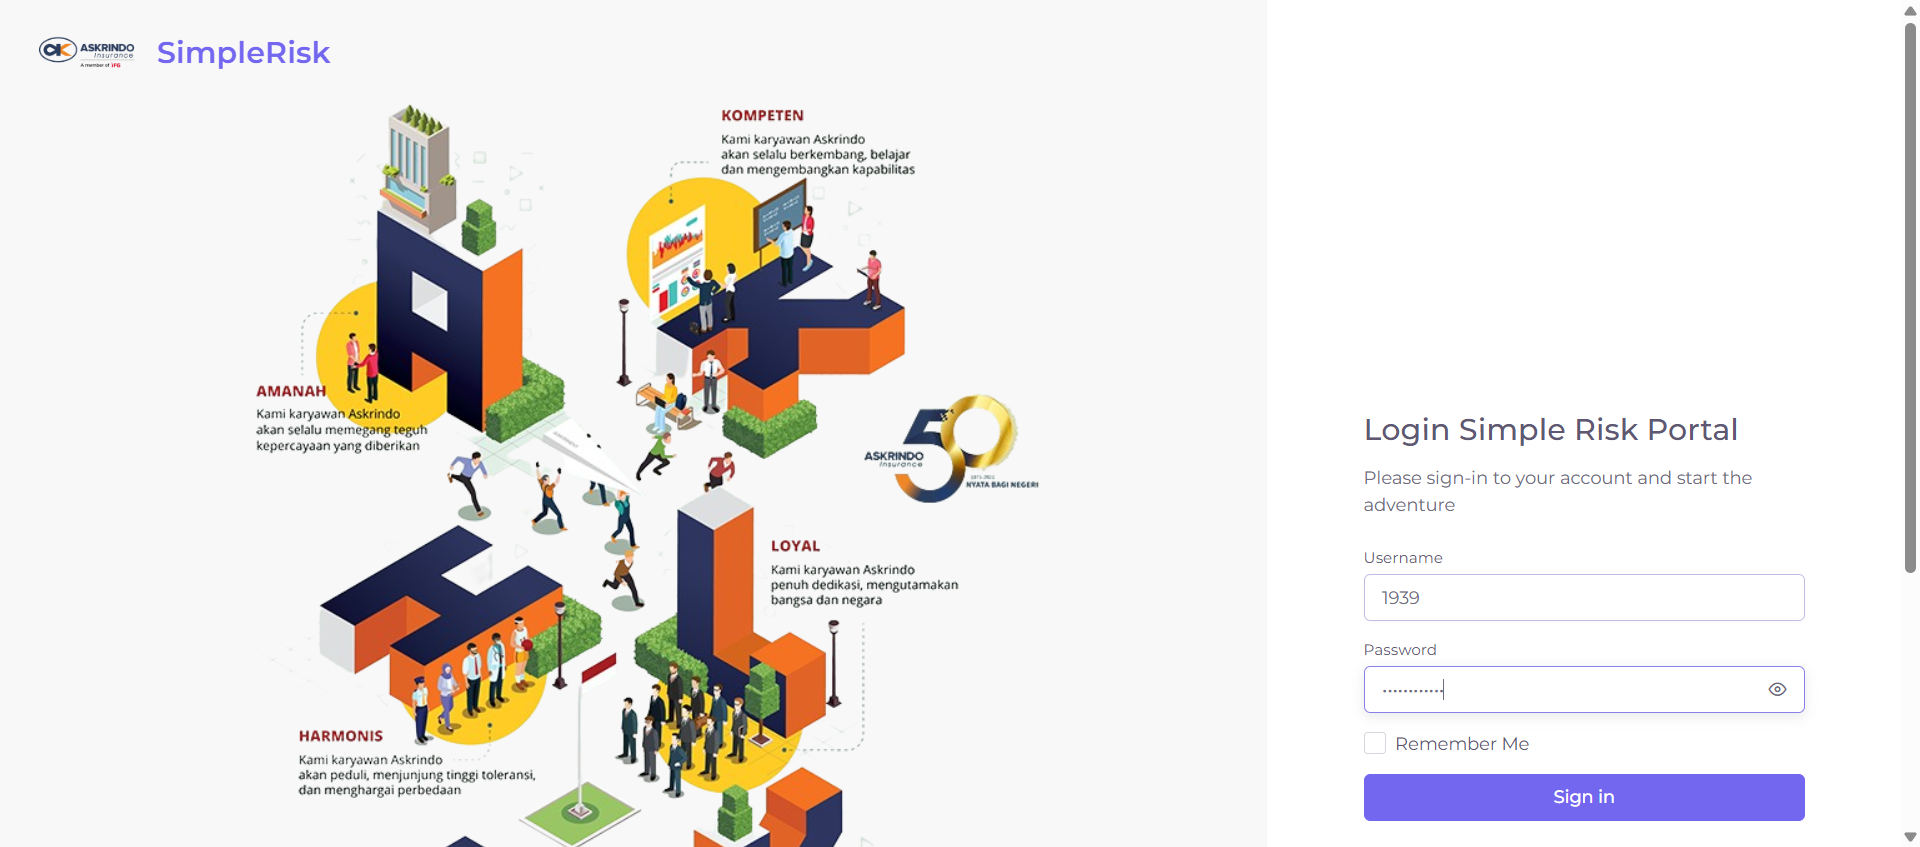 ASKRINDO
Insurance
A member of IFG
SimpleRisk
KOMPETEN
Kami karyawan Askrindo
akan selalu berkembang, belajar
dan mengembangkan kapabilitas
AMANAH
Kami karyawan Askrindo
akan selalu memegang teguh
kepercayaan yang diberikan
50
ASKRINDO
Insurance
NYATA BAGI NEGERI
LOYAL
Kami karyawan Askrindo
penuh dedikasi, mengutamakan
bangsa dan negara
HARMONIS
Kami karyawan Askrindo
akan peduli, menjunjung tinggi toleransi,
dan menghargai perbedaan
Login Simple Risk Portal
Please sign-in to your account and start the
adventure
Username
1939
Password
Remember Me
Sign in